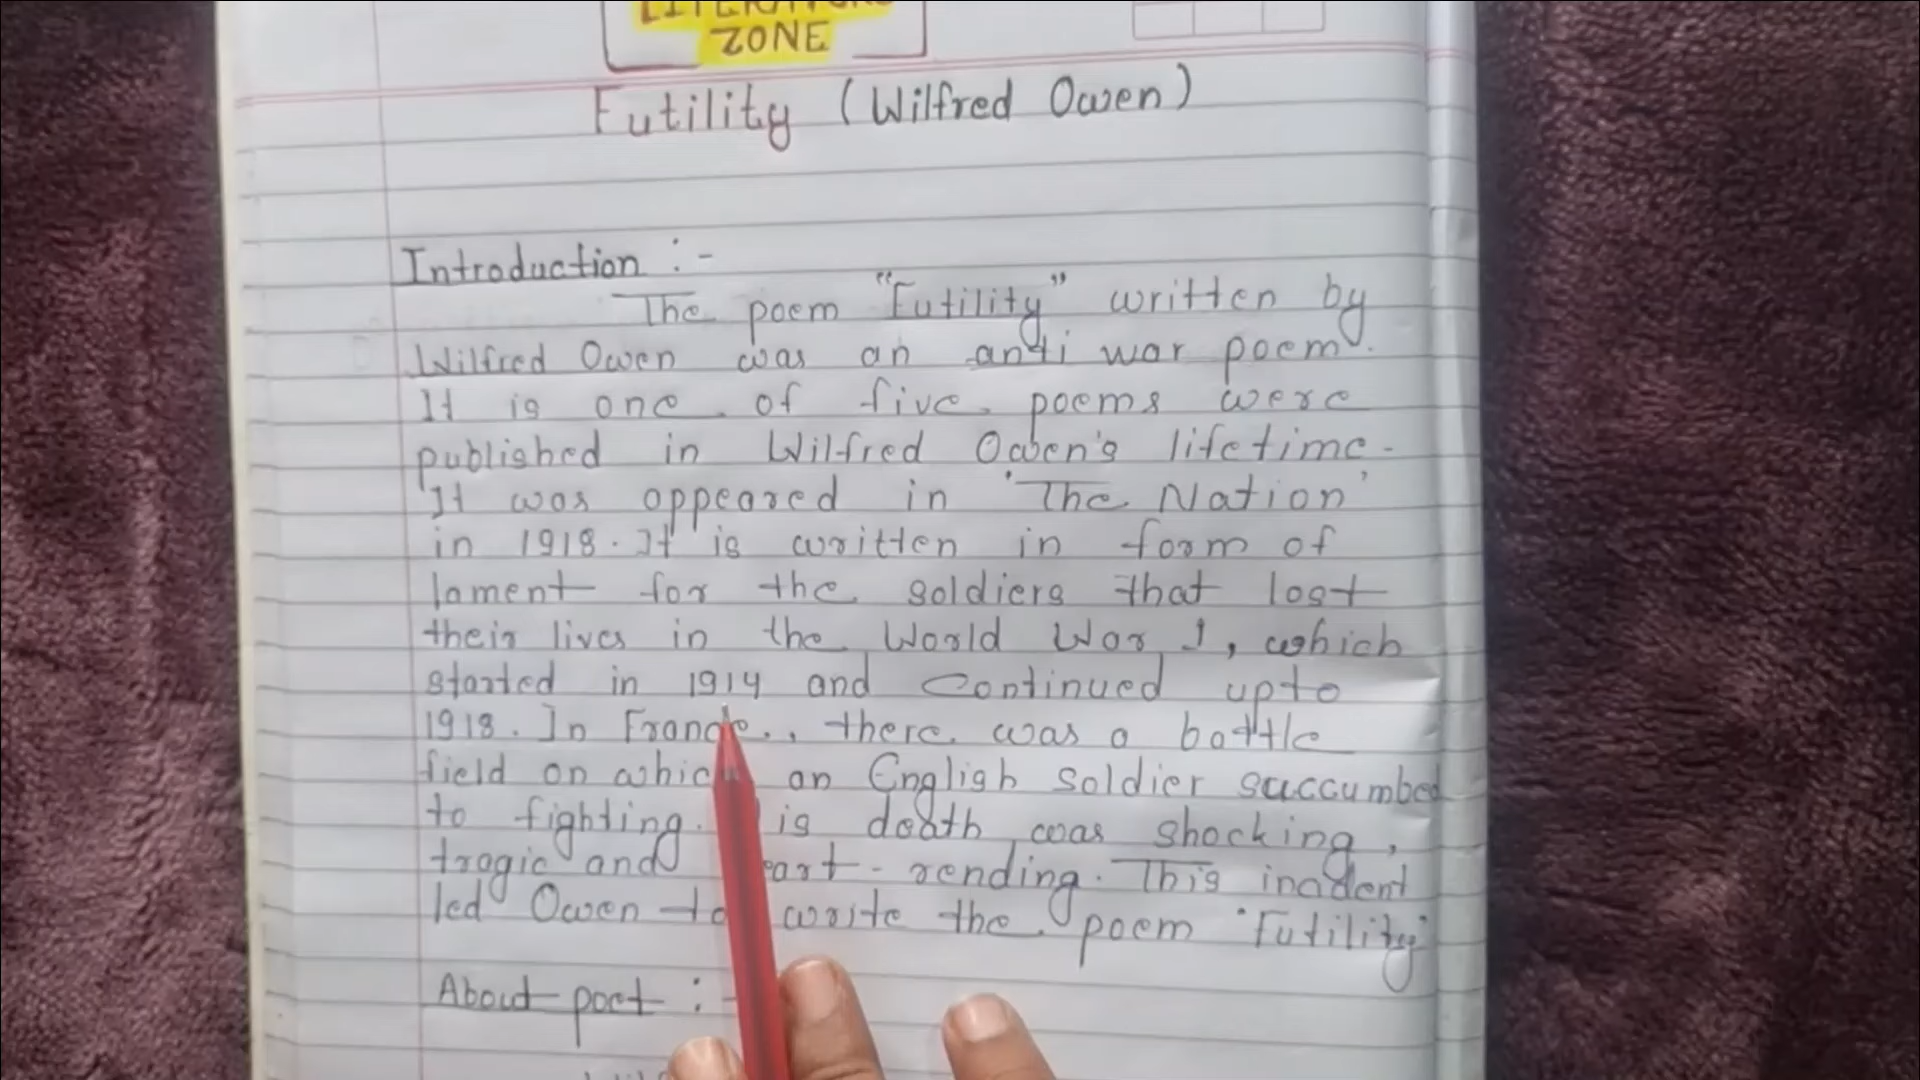 ZONE
Futility (Wilfred Owen)
Introduction :-
The poem "Futility" written by
Wilfred Owen was an anti war poem.
It is one of five poems were
published in Wilfred Owen's lifetime.
It was appeared in 'The Nation'
in 1918. It is written in form of
lament for the soldiers that lost
their lives in the World War I, which
started in 1914 and continued upto
1918. In France, there was a battle
field on which an English soldier succumbed
to fighting. is death was shocking,
tragic and eart-rending. This incident
led Owen to write the poem 'Futility'
About poet :-